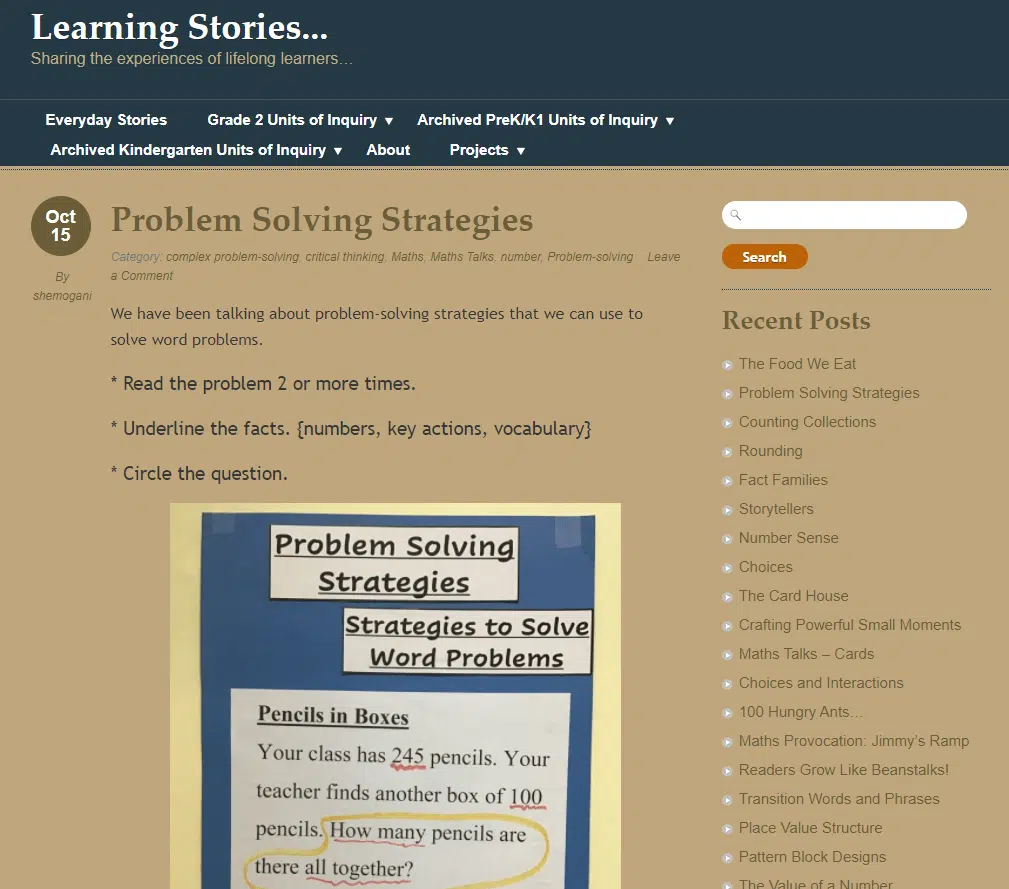 Learning Stories...
Sharing the experiences of lifelong learners…
Everyday Stories Grade 2 Units of Inquiry ▼ Archived PreK/K1 Units of Inquiry ▼
Archived Kindergarten Units of Inquiry ▼ About Projects ▼
Oct
15
By
shemogani
Problem Solving Strategies
Category: complex problem-solving, critical thinking, Maths, Maths Talks, number, Problem-solving Leave
a Comment
We have been talking about problem-solving strategies that we can use to
solve word problems.
* Read the problem 2 or more times.
* Underline the facts. {numbers, key actions, vocabulary}
* Circle the question.
Problem Solving
Strategies
Strategies to Solve
Word Problems
Pencils in Boxes
Your class has 245 pencils. Your
teacher finds another box of 100
pencils. How many pencils are
there all together?
Search
Recent Posts
The Food We Eat
Problem Solving Strategies
Counting Collections
Rounding
Fact Families
Storytellers
Number Sense
Choices
The Card House
Crafting Powerful Small Moments
Maths Talks – Cards
Choices and Interactions
100 Hungry Ants…
Maths Provocation: Jimmy’s Ramp
Readers Grow Like Beanstalks!
Transition Words and Phrases
Place Value Structure
Pattern Block Designs
The Value of a Number